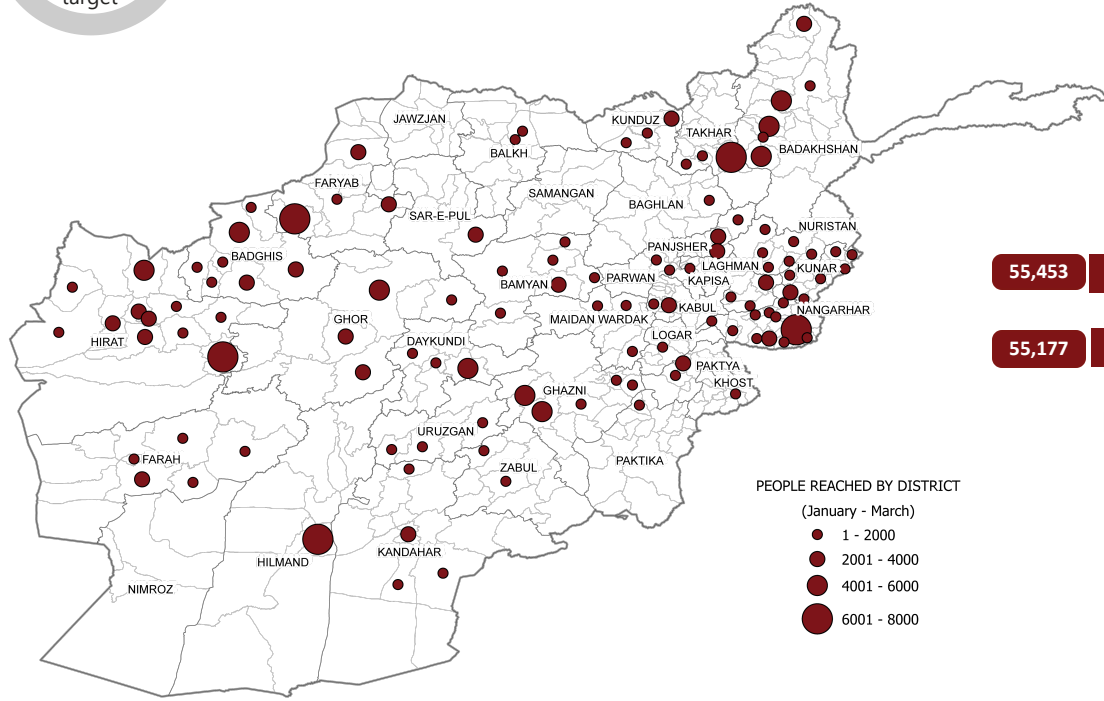 target
JAWZJAN
KUNDUZ
TAKHAR
BADAKHSHAN
BALKH
FARYAB
SAMANGAN
BAGHLAN
SAR-E-PUL
NURISTAN
PANJSHER
BADGHIS
LAGHMAN
KUNAR
PARWAN
KAPISA
BAMYAN
55,453
KABUL
NANGARHAR
GHOR
MAIDAN WARDAK
LOGAR
HIRAT
DAYKUNDI
55,177
PAKTYA
KHOST
GHAZNI
URUZGAN
FARAH
ZABUL
PAKTIKA
PEOPLE REACHED BY DISTRICT
(January - March)
1 - 2000
2001 - 4000
4001 - 6000
6001 - 8000
KANDAHAR
HILMAND
NIMROZ